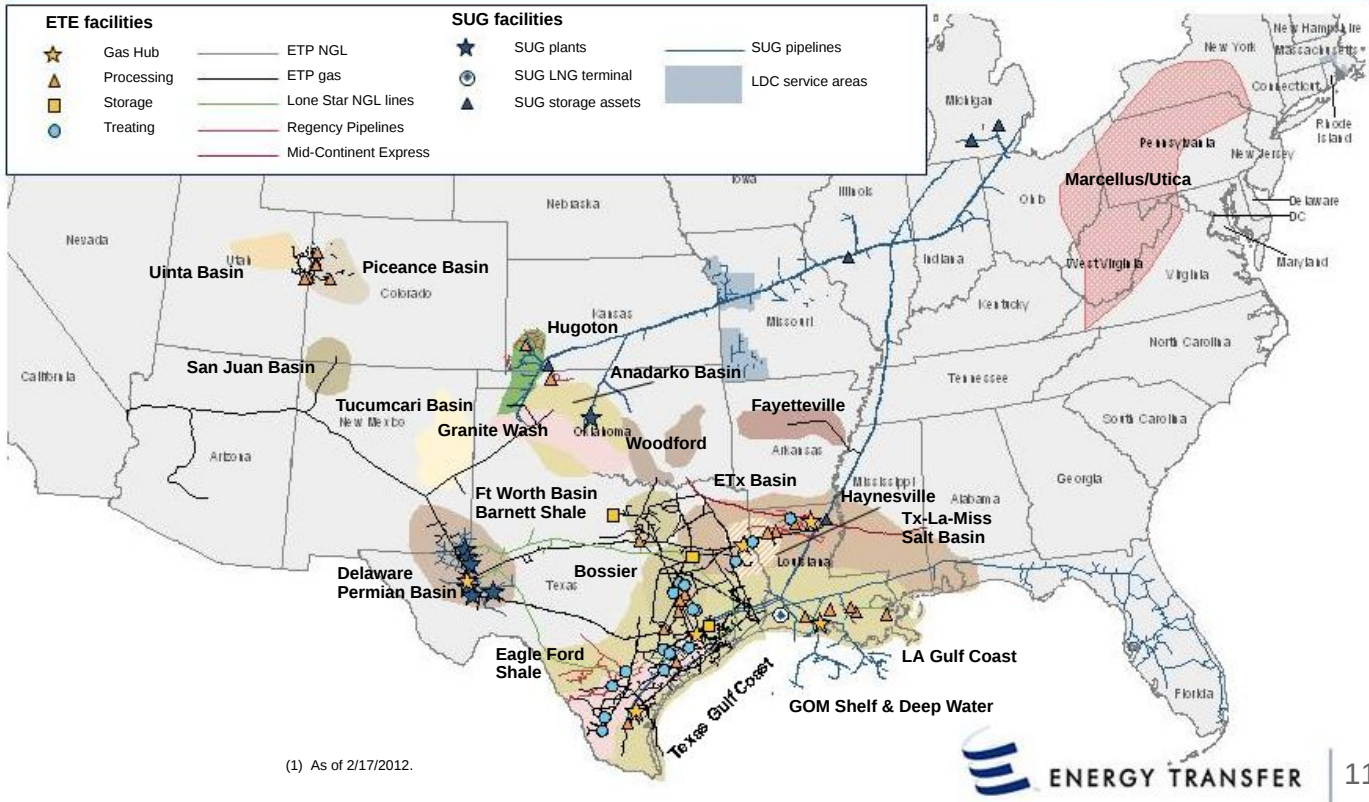 ETE facilities
Gas Hub
Processing
Storage
Treating
ETP NGL
ETP gas
Lone Star NGL lines
Regency Pipelines
Mid-Continent Express
SUG facilities
SUG plants
SUG LNG terminal
SUG storage assets
SUG pipelines
LDC service areas
New Hampshire
New York
Massachusetts
Michigan
Connecticut
Rhode
Island
Pennsylvania
New Jersey
Iowa
Marcellus/Utica
Nebraska
Illinois
Ohio
Delaware
DC
Nevada
Utah
Uinta Basin
Piceance Basin
Colorado
Indiana
West Virginia
Maryland
Virginia
Kansas
Missouri
Kentucky
Hugoton
North Carolina
San Juan Basin
Anadarko Basin
California
Tennessee
Tucumcari Basin
New Mexico
Granite Wash
Oklahoma
Woodford
Fayetteville
South Carolina
Arizona
Arkansas
ETx Basin
Mississippi
Georgia
Ft Worth Basin
Barnett Shale
Haynesville
Alabama
Tx-La-Miss
Salt Basin
Delaware
Permian Basin
Texas
Bossier
Louisiana
Eagle Ford
Shale
LA Gulf Coast
Texas Gulf Coast
GOM Shelf & Deep Water
Florida
(1) As of 2/17/2012.
ENERGY TRANSFER
11